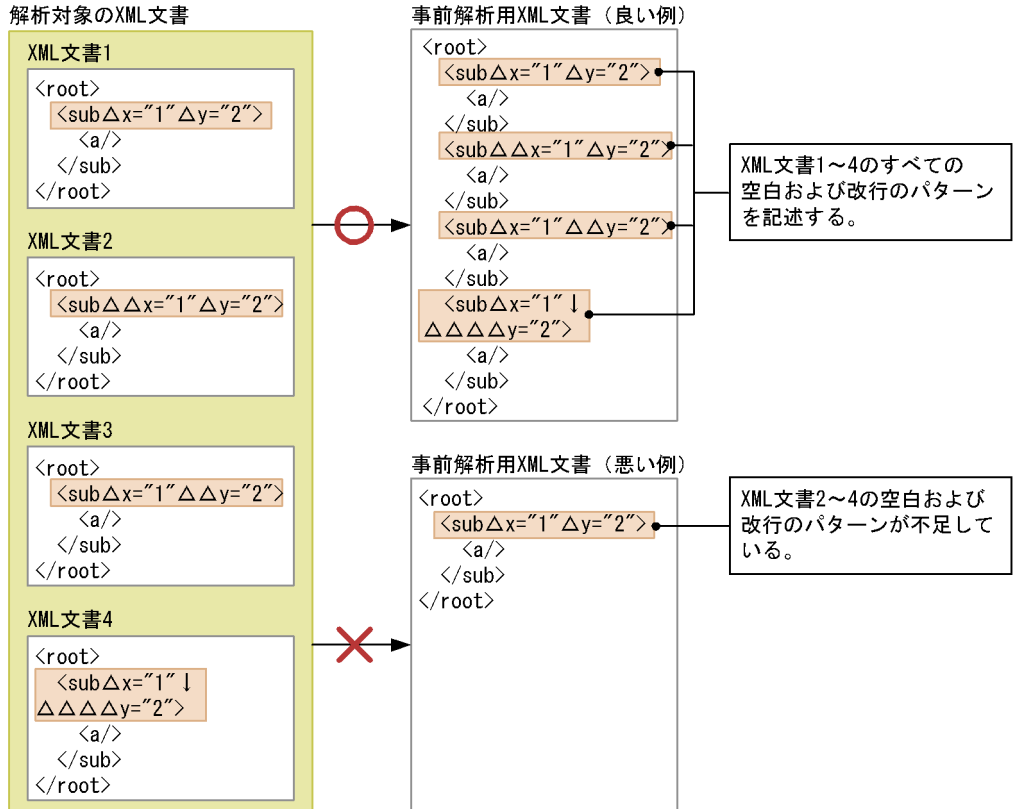 解析対象のXML文書
XML文書1
<root>
<sub△x="1"△y="2">
<a/>
</sub>
</root>
XML文書2
<root>
<sub△△x="1"△y="2">
<a/>
</sub>
</root>
XML文書3
<root>
<sub△x="1"△△y="2">
<a/>
</sub>
</root>
XML文書4
<root>
<sub△x="1"↓
△△△△y="2">
<a/>
</sub>
</root>
事前解析用XML文書（良い例）
<root>
<sub△x="1"△y="2">
<a/>
</sub>
<sub△△x="1"△y="2">
<a/>
</sub>
<sub△x="1"△△y="2">
<a/>
</sub>
<sub△x="1"↓
△△△△y="2">
<a/>
</sub>
</root>
XML文書1～4のすべての
空白および改行のパターン
を記述する。
事前解析用XML文書（悪い例）
<root>
<sub△x="1"△y="2">
<a/>
</sub>
</root>
XML文書2～4の空白および
改行のパターンが不足して
いる。